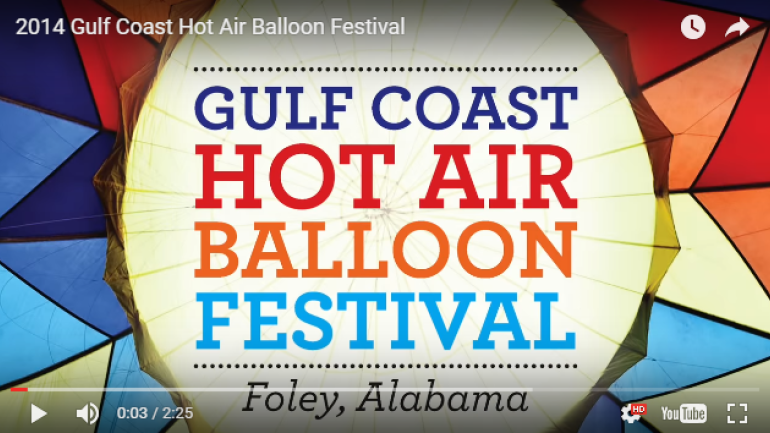 2014 Gulf Coast Hot Air Balloon Festival
GULF COAST
HOT AIR
BALLOON
FESTIVAL
Foley, Alabama
0:03 / 2:25
HD
YouTube